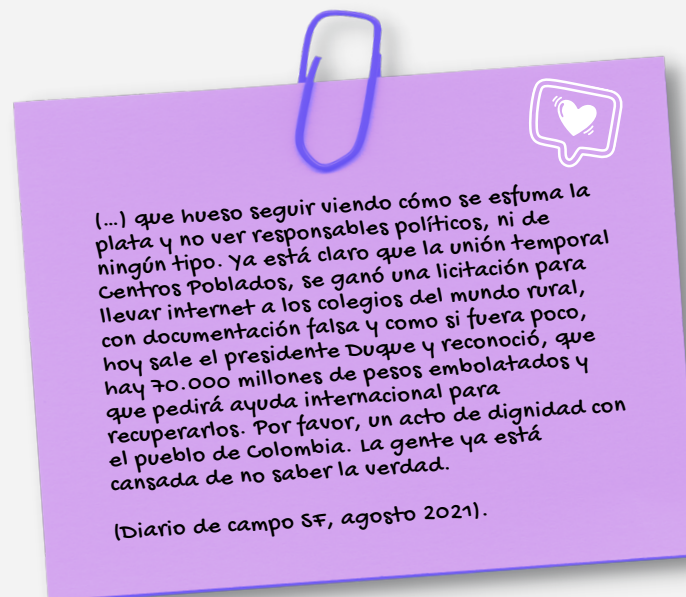 (...) que hueso seguir viendo cómo se esfuma la
plata y no ver responsables políticos, ni de
ningún tipo. Ya está claro que la unión temporal
Centros Poblados, se ganó una licitación para
llevar internet a los colegios del mundo rural,
con documentación falsa y como si fuera poco,
hoy sale el presidente Duque y reconoció, que
hay 70.000 millones de pesos embolatados y
que pedirá ayuda internacional para
recuperarlos. Por favor, un acto de dignidad con
el pueblo de Colombia. La gente ya está
cansada de no saber la verdad.
(Diario de campo SF, agosto 2021).